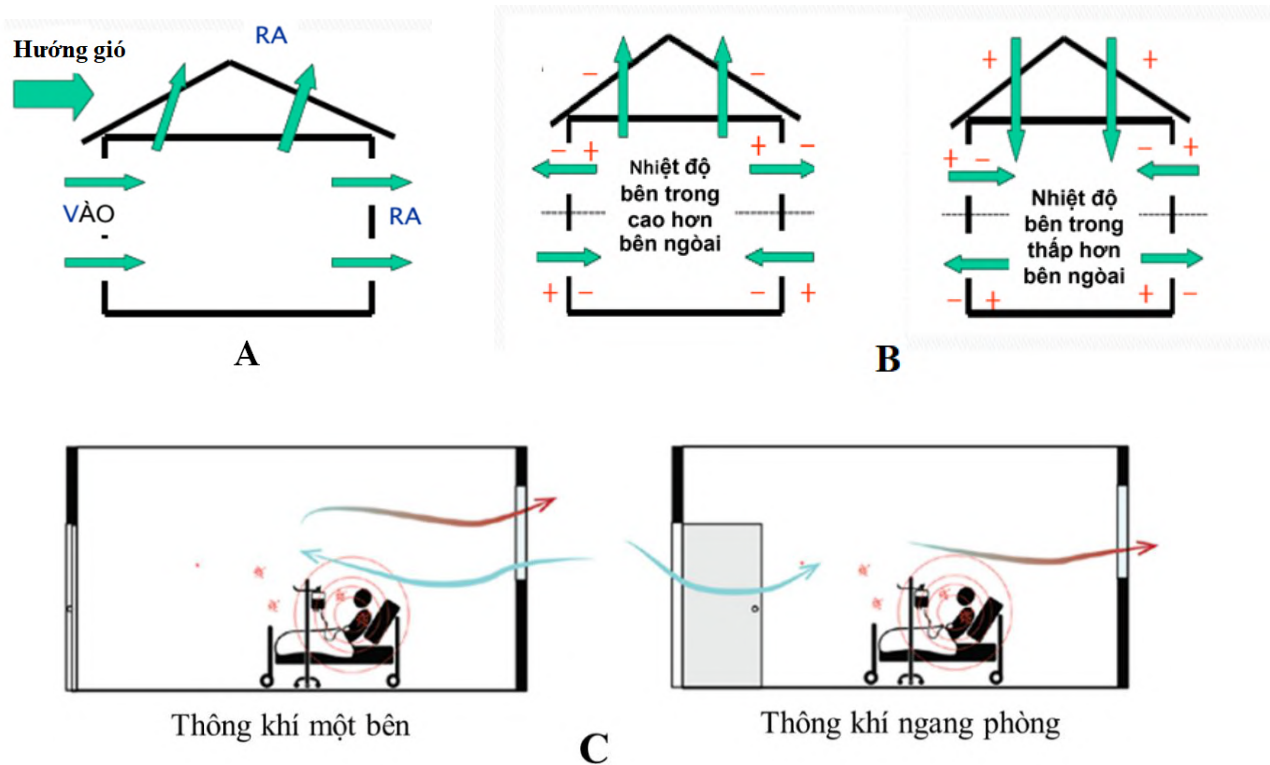 Hướng gió
RA
VÀO
RA
A
− −
− + + −
Nhiệt độ
bên trong
cao hơn
bên ngòai
+ − − +
+ +
+ − − +
Nhiệt độ
bên trong
thấp hơn
bên ngòai
− + + −
B
Thông khí một bên
Thông khí ngang phòng
C